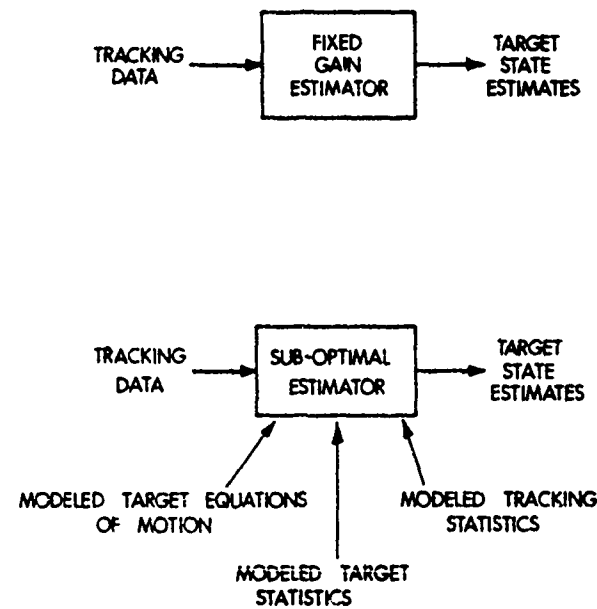 TRACKING
DATA
FIXED
GAIN
ESTIMATOR
TARGET
STATE
ESTIMATES
TRACKING
DATA
SUB-OPTIMAL
ESTIMATOR
TARGET
STATE
ESTIMATES
MODELED TARGET EQUATIONS
OF MOTION
MODELED TRACKING
STATISTICS
MODELED TARGET
STATISTICS